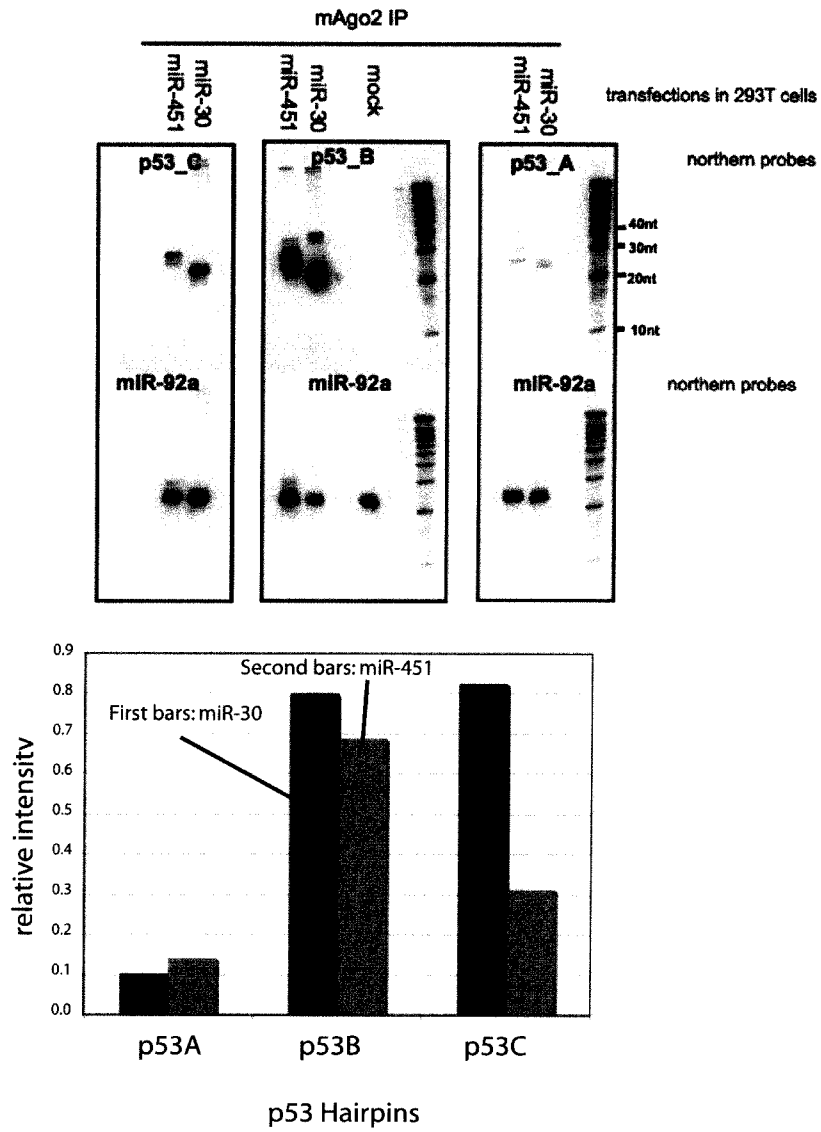 mAgo2 IP
miR-451
miR-30
miR-451
miR-30
mock
miR-451
miR-30
transfections in 293T cells
p53_C
p53_B
p53_A
northern probes
40nt
30nt
20nt
10nt
miR-92a
miR-92a
miR-92a
northern probes
0.9
0.8
0.7
0.6
0.5
0.4
0.3
0.2
0.1
0.0
relative intensity
Second bars: miR-451
First bars: miR-30
p53A
p53B
p53C
p53 Hairpins